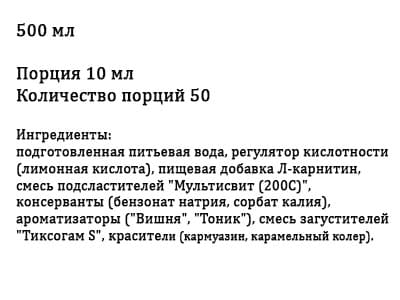 500 мл
Порция 10 мл
Количество порций 50
Ингредиенты:
подготовленная питьевая вода, регулятор кислотности
(лимонная кислота), пищевая добавка Л-карнитин,
смесь подсластителей "Мультисвит (200С)",
консерванты (бензонат натрия, сорбат калия),
ароматизаторы ("Вишня", "Тоник"), смесь загустителей
"Тиксогам S", красители (кармуазин, карамельный колер).